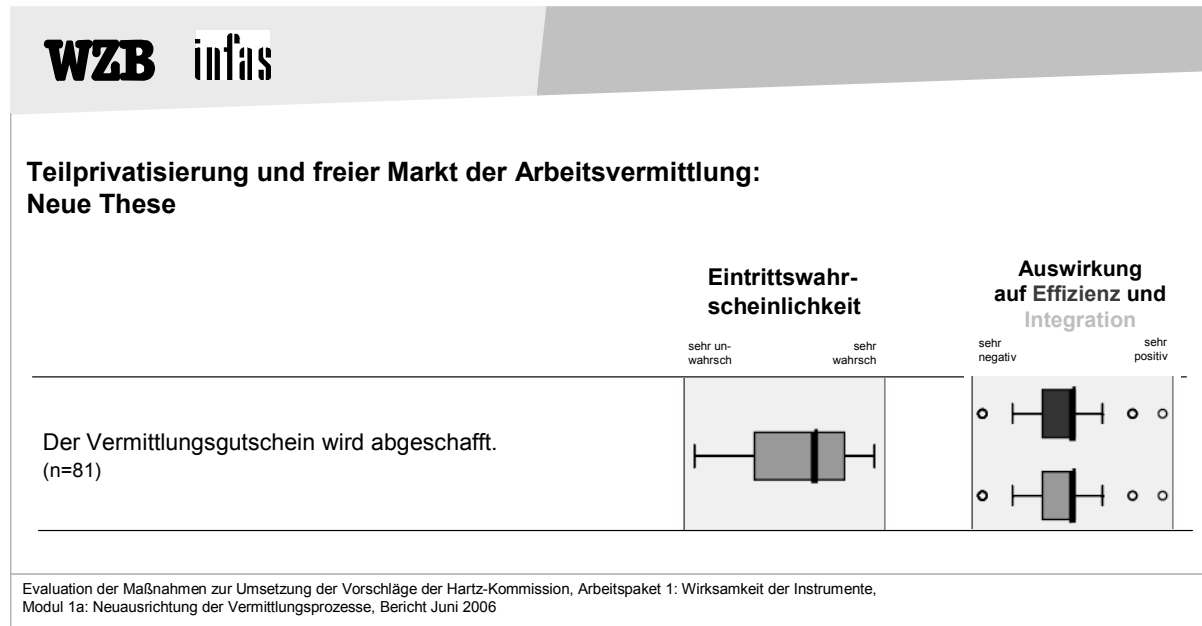 WZB infas
Teilprivatisierung und freier Markt der Arbeitsvermittlung:
Neue These
Eintrittswahr-
scheinlichkeit
Auswirkung
auf Effizienz und
Integration
sehr un-
wahrsch
sehr
wahrsch
sehr
negativ
sehr
positiv
Der Vermittlungsgutschein wird abgeschafft.
(n=81)
Evaluation der Maßnahmen zur Umsetzung der Vorschläge der Hartz-Kommission, Arbeitspaket 1: Wirksamkeit der Instrumente,
Modul 1a: Neuausrichtung der Vermittlungsprozesse, Bericht Juni 2006